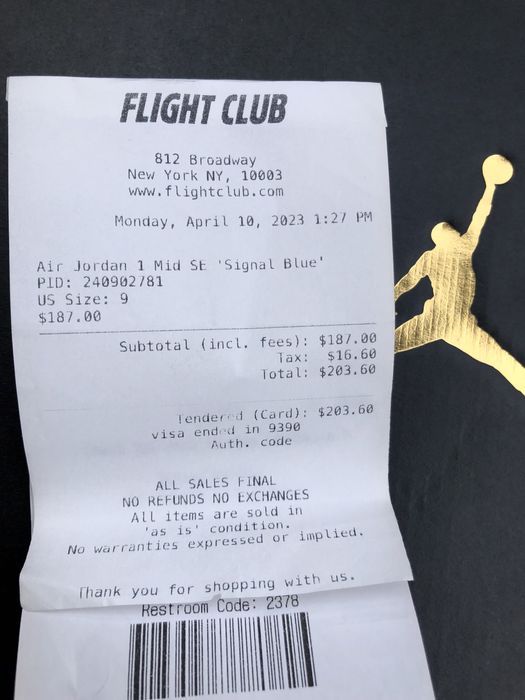 FLIGHT CLUB
812 Broadway
New York NY, 10003
www.flightclub.com
Monday, April 10, 2023 1:27 PM
Air Jordan 1 Mid SE 'Signal Blue'
PID: 240902781
US Size: 9
$187.00
Subtotal (incl. fees): $187.00
Tax: $16.60
Total: $203.60
Tendered (Card): $203.60
visa ended in 9390
Auth. code
ALL SALES FINAL
NO REFUNDS NO EXCHANGES
All items are sold in
'as is' condition.
No warranties expressed or implied.
Thank you for shopping with us.
Restroom Code: 2378